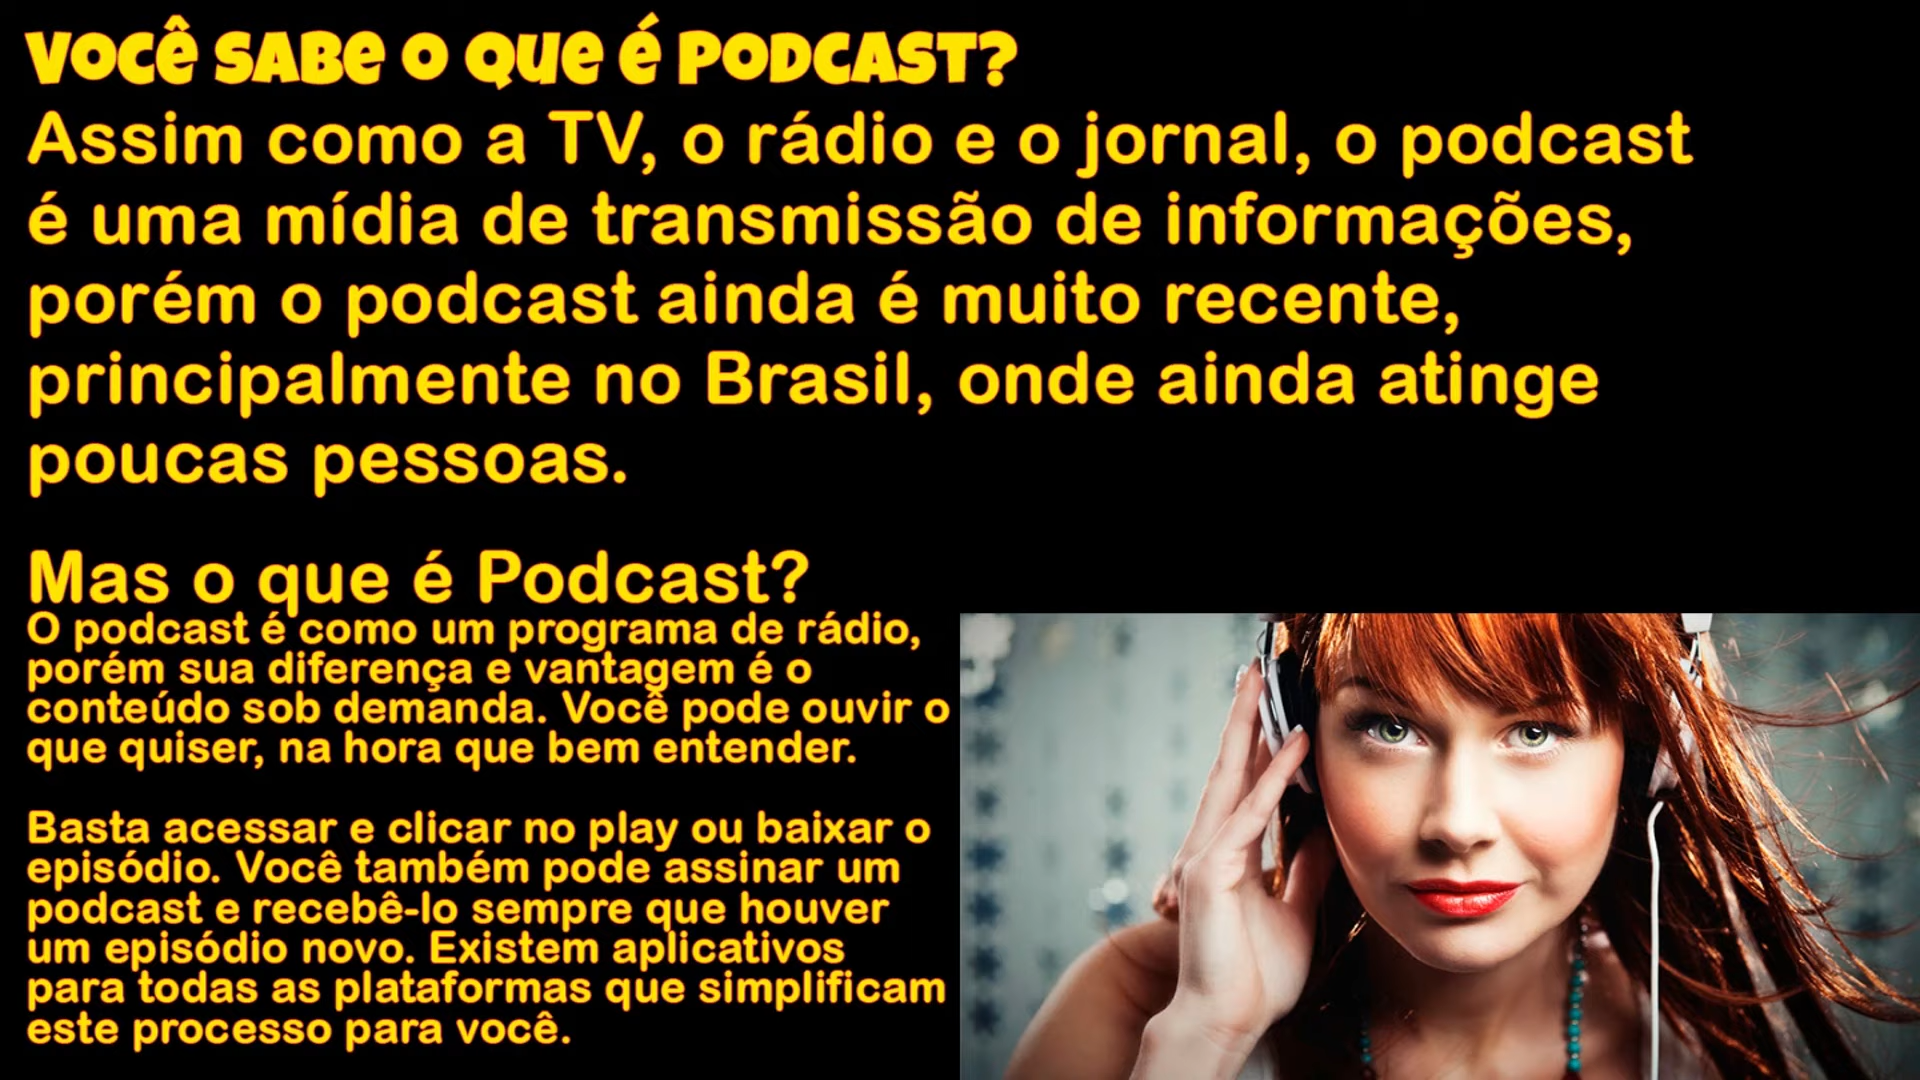 VOCÊ SABE O QUE É PODCAST?
Assim como a TV, o rádio e o jornal, o podcast
é uma mídia de transmissão de informações,
porém o podcast ainda é muito recente,
principalmente no Brasil, onde ainda atinge
poucas pessoas.
Mas o que é Podcast?
O podcast é como um programa de rádio,
porém sua diferença e vantagem é o
conteúdo sob demanda. Você pode ouvir o
que quiser, na hora que bem entender.
Basta acessar e clicar no play ou baixar o
episódio. Você também pode assinar um
podcast e recebê-lo sempre que houver
um episódio novo. Existem aplicativos
para todas as plataformas que simplificam
este processo para você.